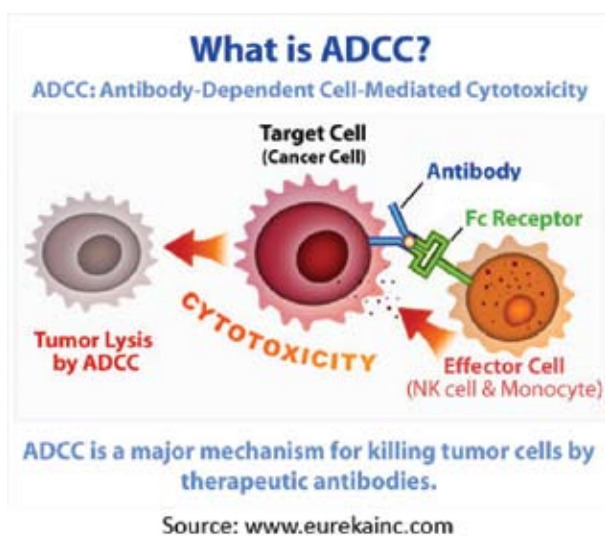 What is ADCC?
ADCC: Antibody-Dependent Cell-Mediated Cytotoxicity
Target Cell
(Cancer Cell)
Antibody
Fc Receptor
CYTOTOXICITY
Tumor Lysis
by ADCC
Effector Cell
(NK cell & Monocyte)
ADCC is a major mechanism for killing tumor cells by
therapeutic antibodies.
Source: www.eurekainc.com